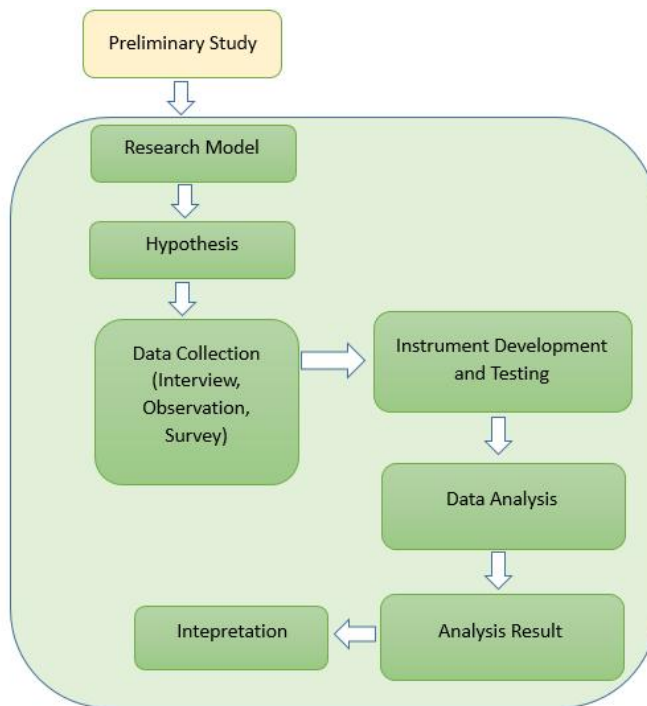 Preliminary Study
Research Model
Hypothesis
Data Collection
(Interview,
Observation,
Survey)
Instrument Development
and Testing
Data Analysis
Analysis Result
Intepretation